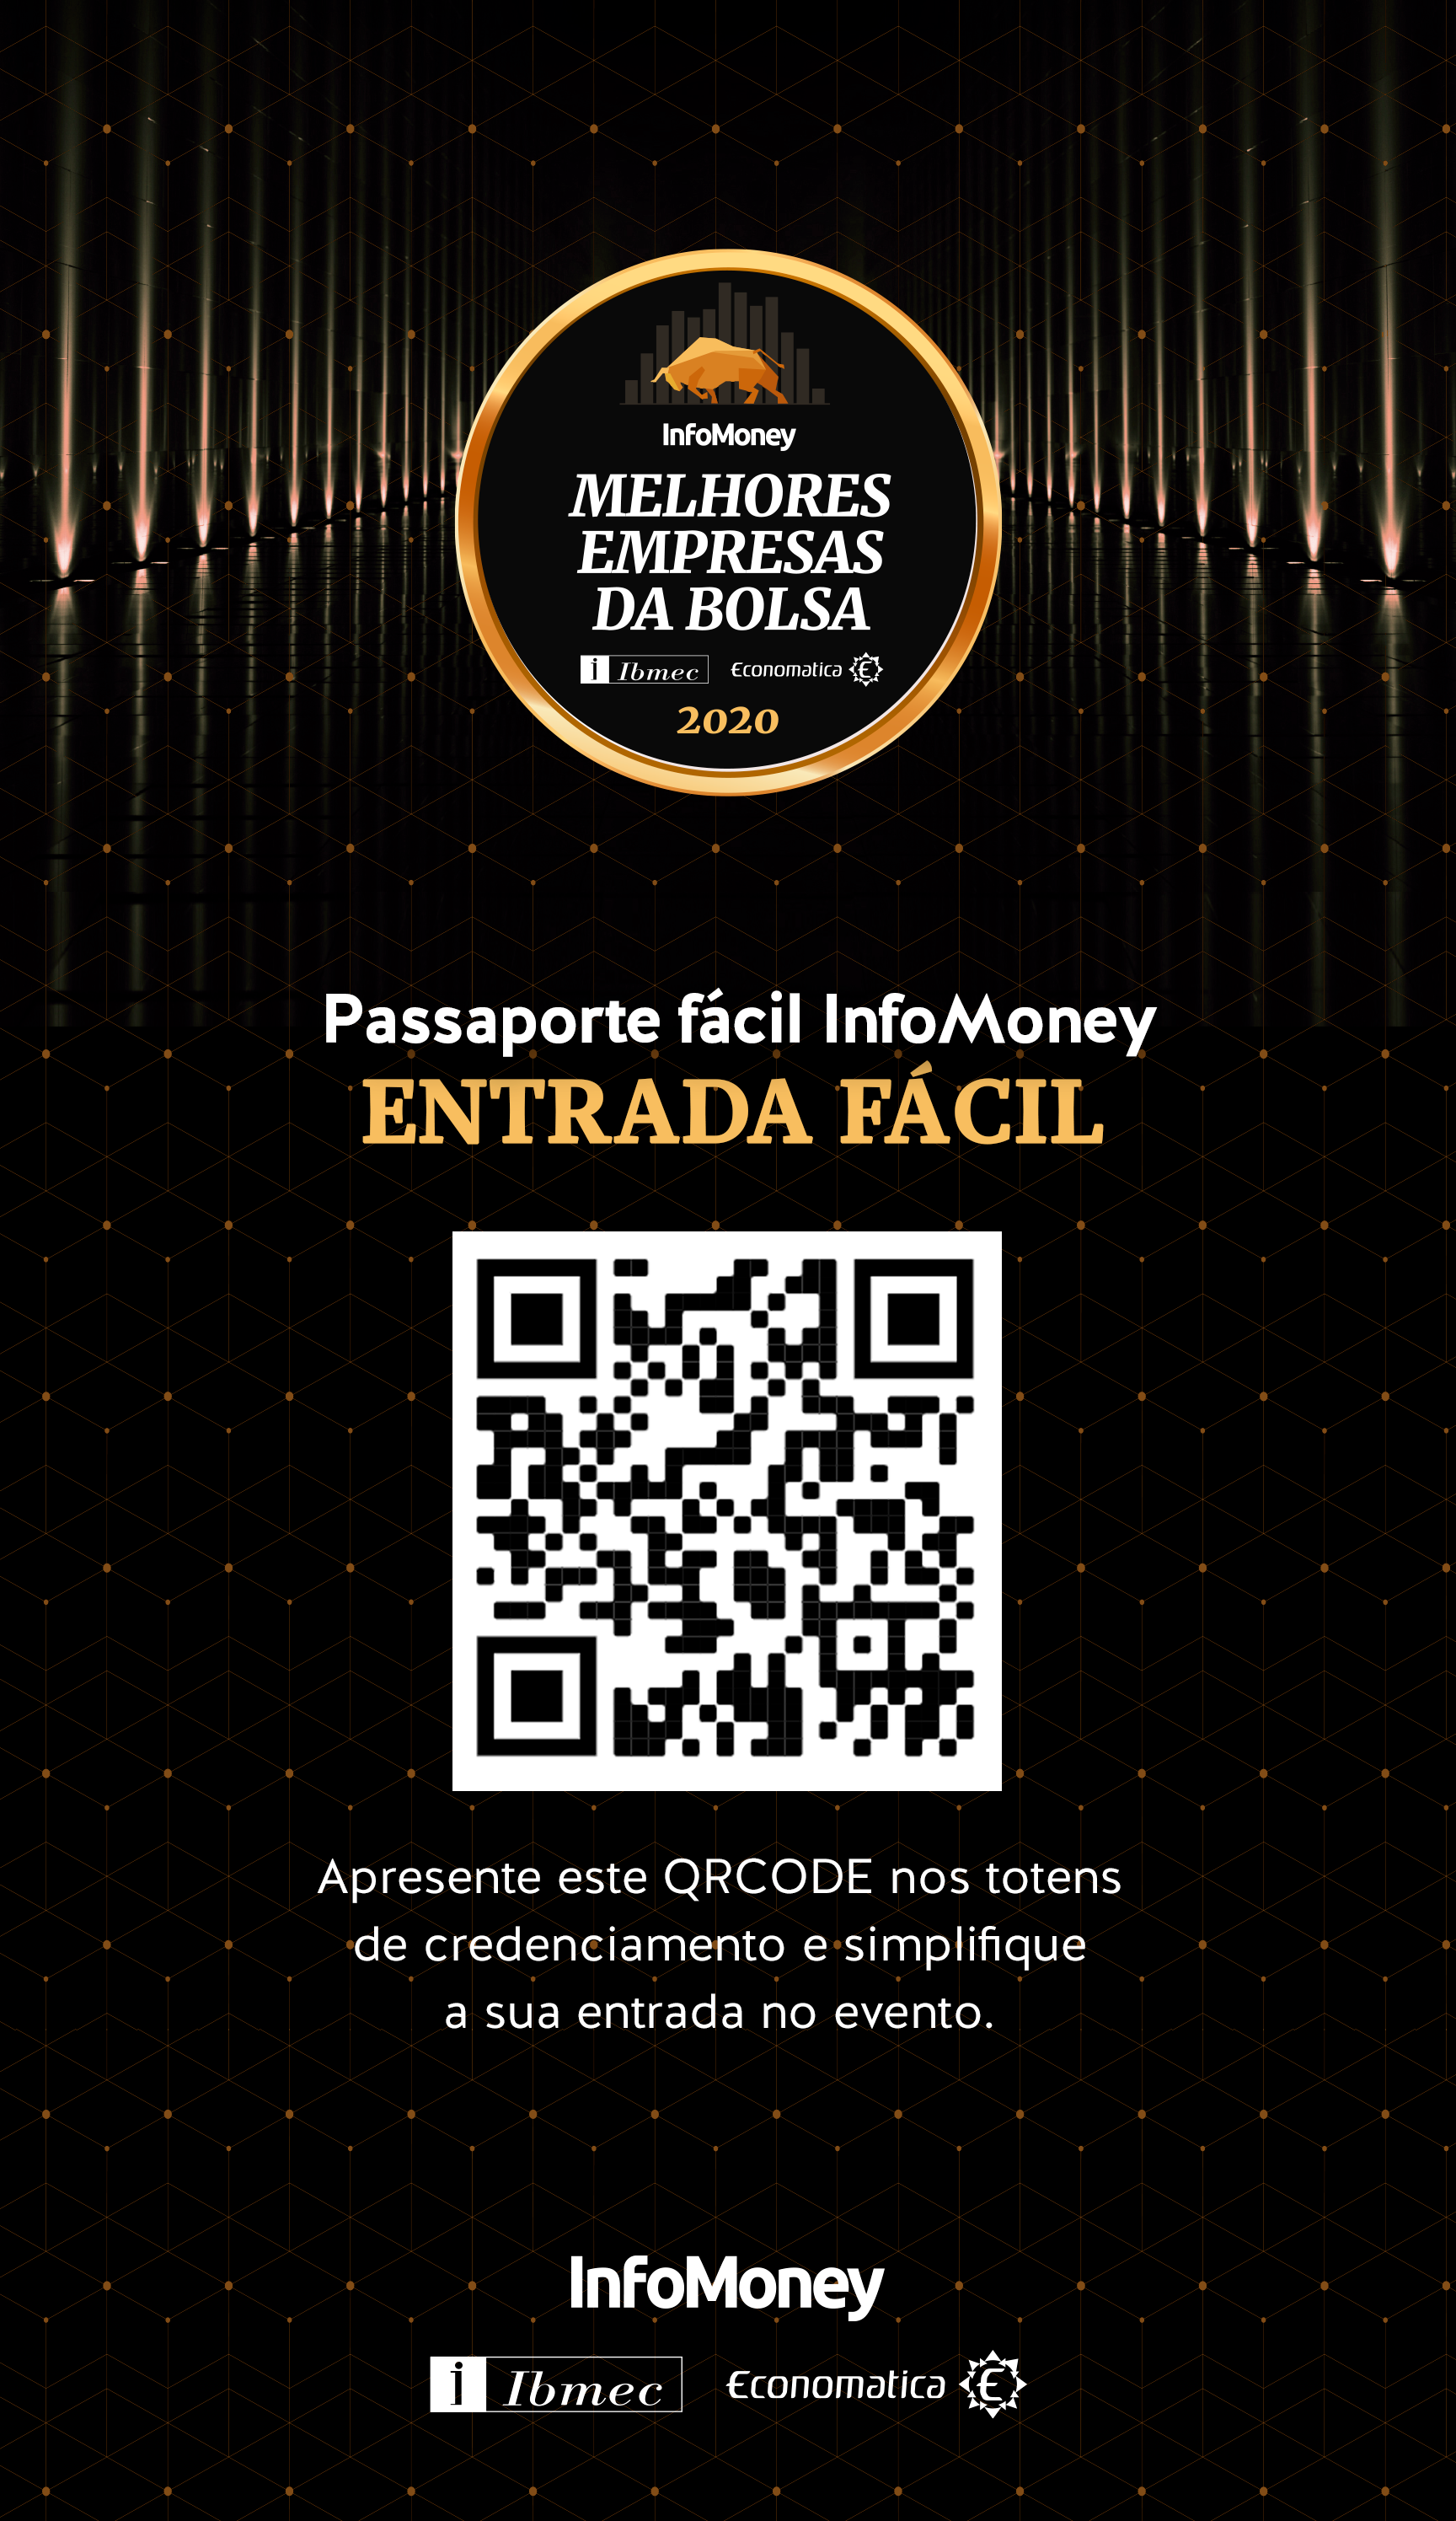 InfoMoney
MELHORES
EMPRESAS
DA BOLSA
i Ibmec Economatica E
2020
Passaporte fácil InfoMoney
ENTRADA FÁCIL
Apresente este QRCODE nos totens
de credenciamento e simplifique
a sua entrada no evento.
InfoMoney
i Ibmec Economatica E